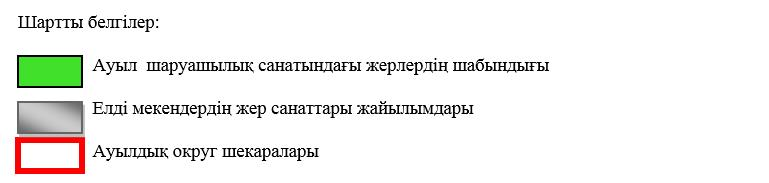 Шартты белгілер:
Ауыл шаруашылық санатындағы жерлердің шабындығы
Елді мекендердің жер санаттары жайылымдары
Ауылдық округ шекаралары